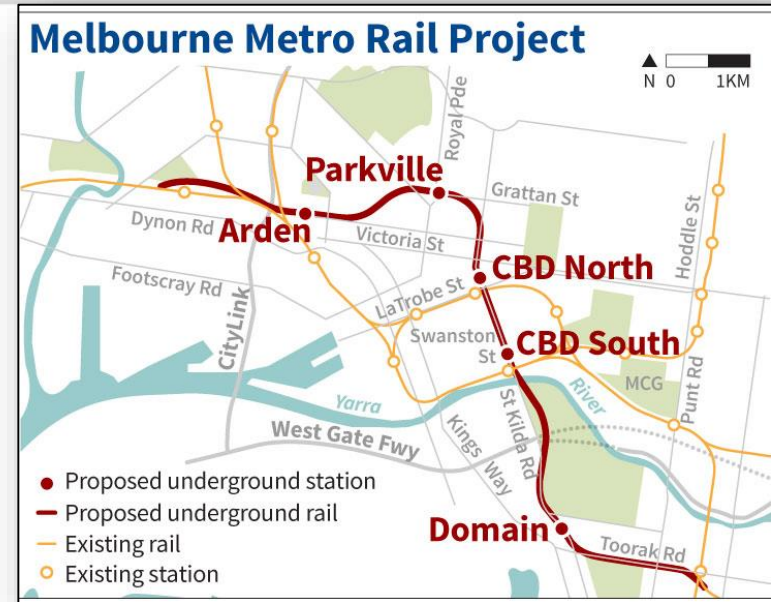 Melbourne Metro Rail Project
N 0 1KM
Royal Pde
Parkville
Grattan St
Hoddle St
Arden
Dynon Rd
Victoria St
CBD North
Footscray Rd
LaTrobe St
CityLink
Swanston
St
CBD South
MCG
Punt Rd
River
Yarra
St Kilda Rd
Kings Way
West Gate Fwy
Proposed underground station
Proposed underground rail
Domain
Toorak Rd
Existing rail
Existing station